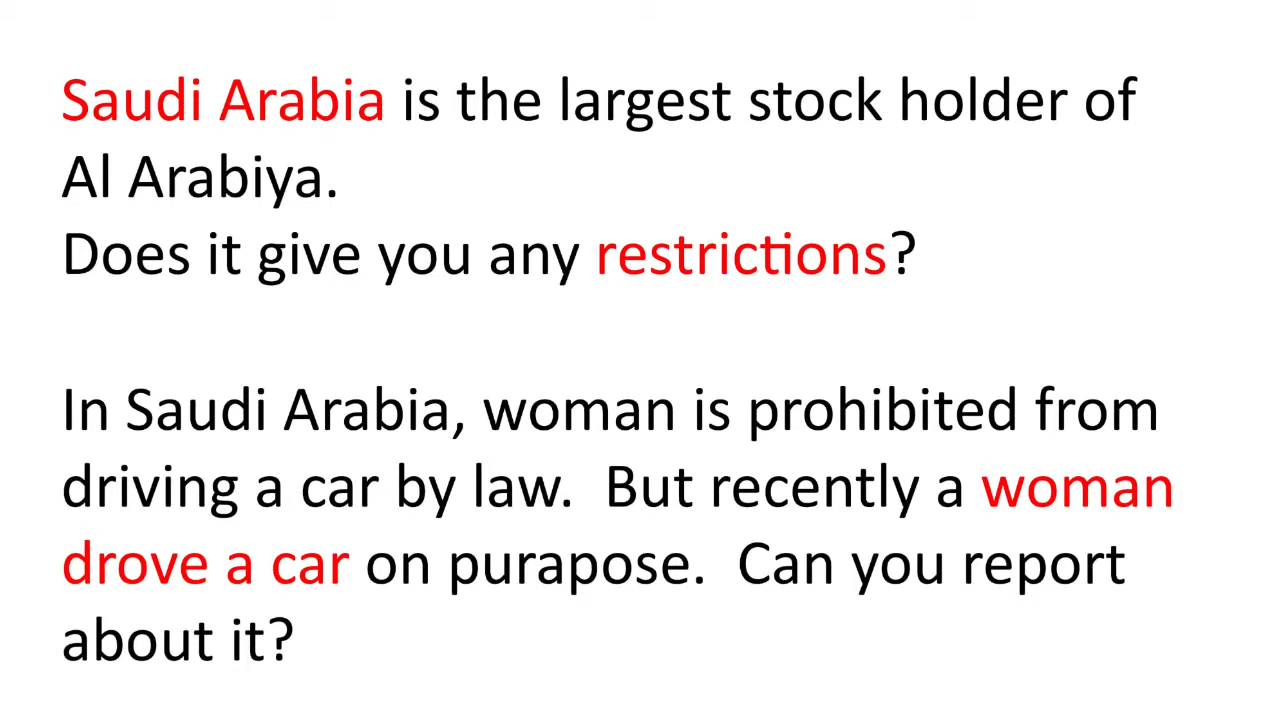 Saudi Arabia is the largest stock holder of
Al Arabiya.
Does it give you any restrictions?
In Saudi Arabia, woman is prohibited from
driving a car by law.  But recently a woman
drove a car on purapose.  Can you report
about it?